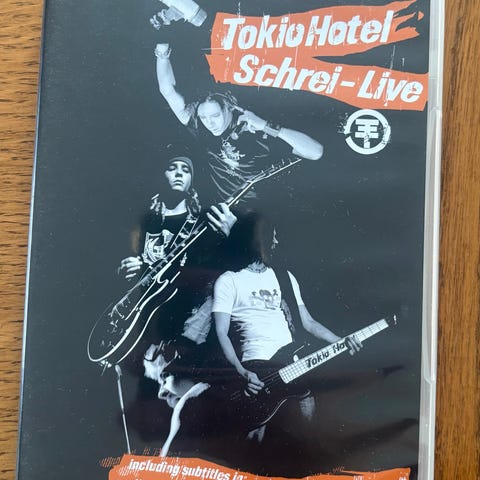 Tokio Hotel
Schrei-Live
Tokio Ho
including subtitles in